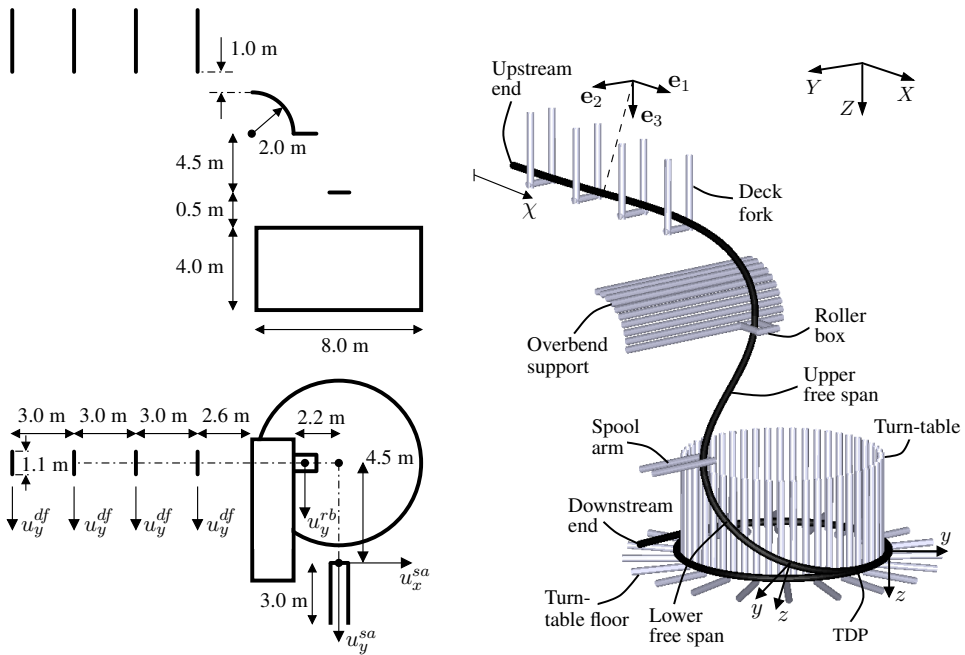 1.0 m
2.0 m
4.5 m
0.5 m
4.0 m
8.0 m
3.0 m
3.0 m
3.0 m
2.6 m
2.2 m
1.1 m
4.5 m
u_y^{df}
u_y^{df}
u_y^{df}
u_y^{df}
u_y^{rb}
u_x^{sa}
3.0 m
u_y^{sa}
Upstream
end
e₂
e₁
e₃
Y
Z
X
χ
Deck
fork
Overbend
support
Roller
box
Upper
free span
Spool
arm
Turn-table
Downstream
end
y
z
Turn-
table floor
Lower
free span
y
z
TDP